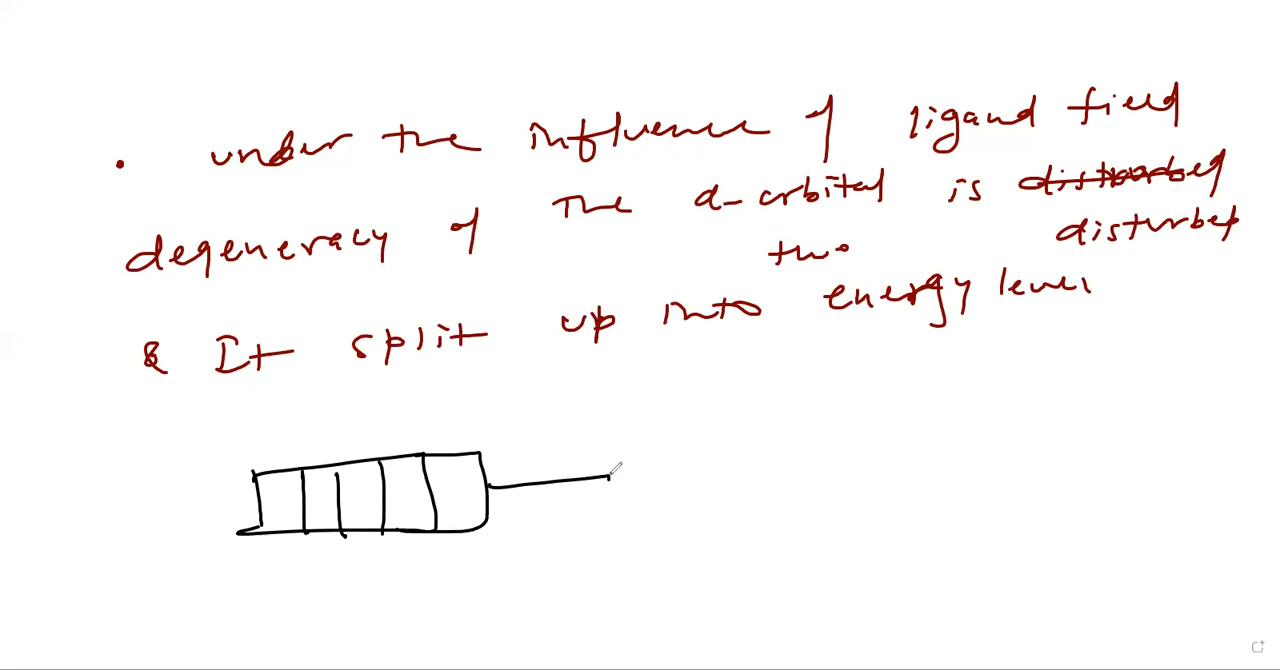 • under the influence of ligand field
degeneracy of the d-orbital is disturbed
disturbed
two
& It split up into energy level